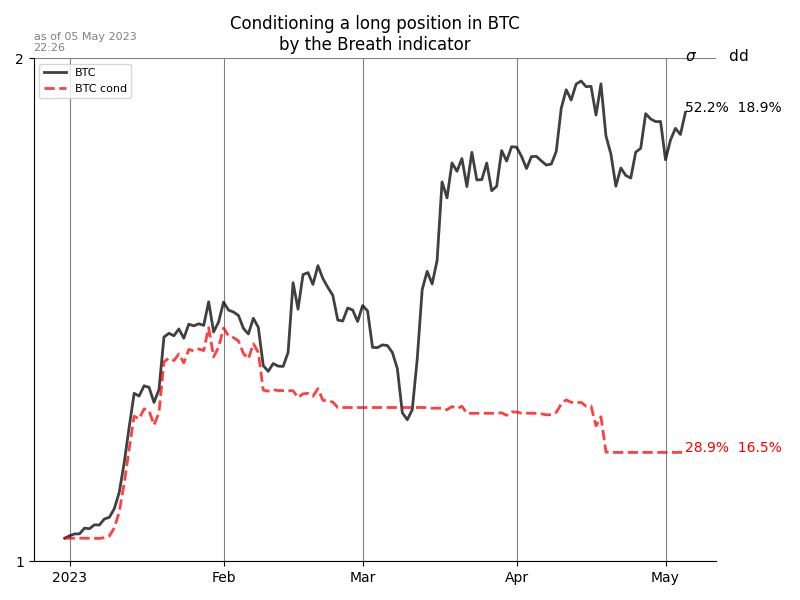 Conditioning a long position in BTC
by the Breath indicator
as of 05 May 2023
22:26
σ dd
2
BTC
BTC cond
52.2% 18.9%
28.9% 16.5%
1
2023 Feb Mar Apr May